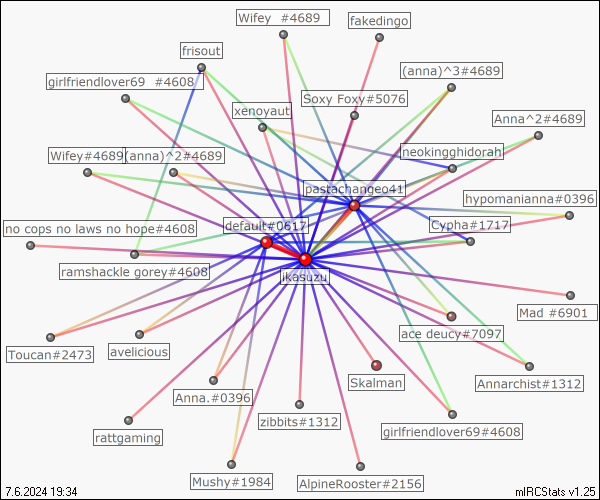 Wifey  #4689
fakedingo
frisout
(anna)^3#4689
girlfriendlover69  #4608
Soxy Foxy#5076
xenoyaut
Anna^2#4689
neokingghidorah
Wifey#4689
(anna)^2#4689
pastachangeo41
hypomanianna#0396
no cops no laws no hope#4608
default#0617
Cypha#1717
ramshackle gorey#4608
ikasuzu
Mad #6901
ace deucy#7097
Toucan#2473
avelicious
Skalman
Annarchist#1312
Anna.#0396
zibbits#1312
rattgaming
girlfriendlover69#4608
Mushy#1984
AlpineRooster#2156
7.6.2024 19:34
mIRCStats v1.25